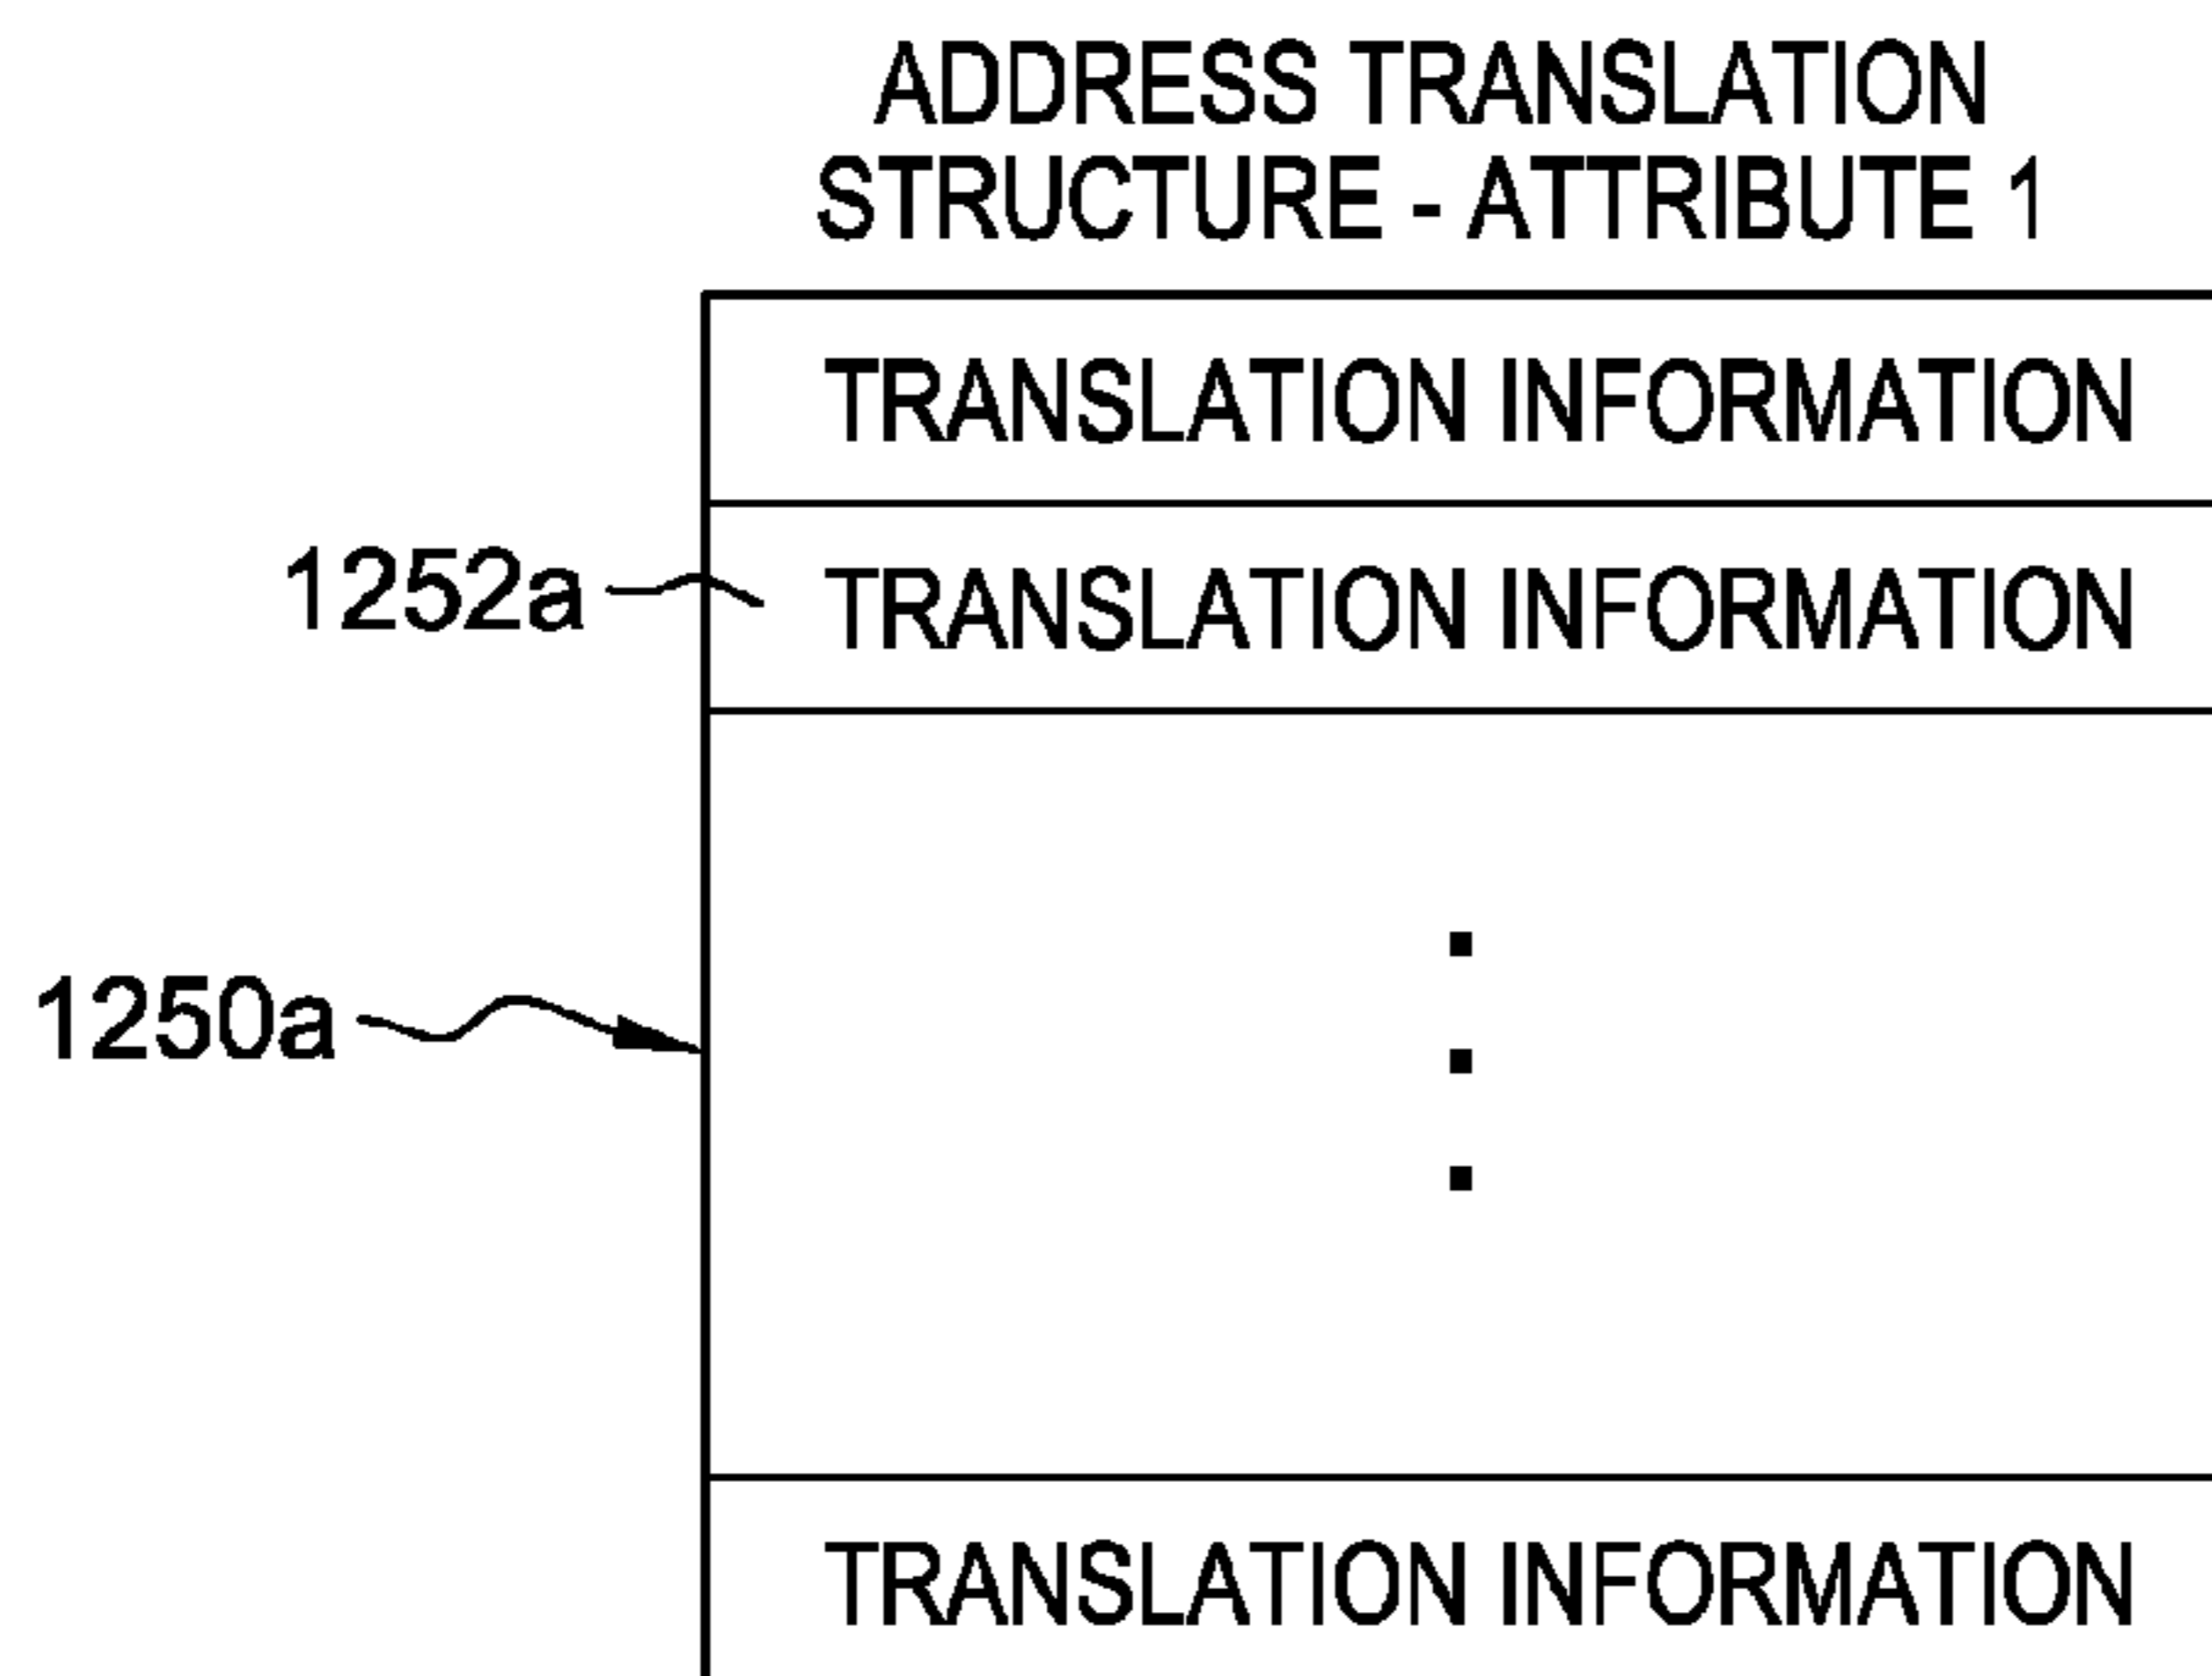 ADDRESS TRANSLATION
STRUCTURE - ATTRIBUTE 1
TRANSLATION INFORMATION
1252a
TRANSLATION INFORMATION
1250a
TRANSLATION INFORMATION